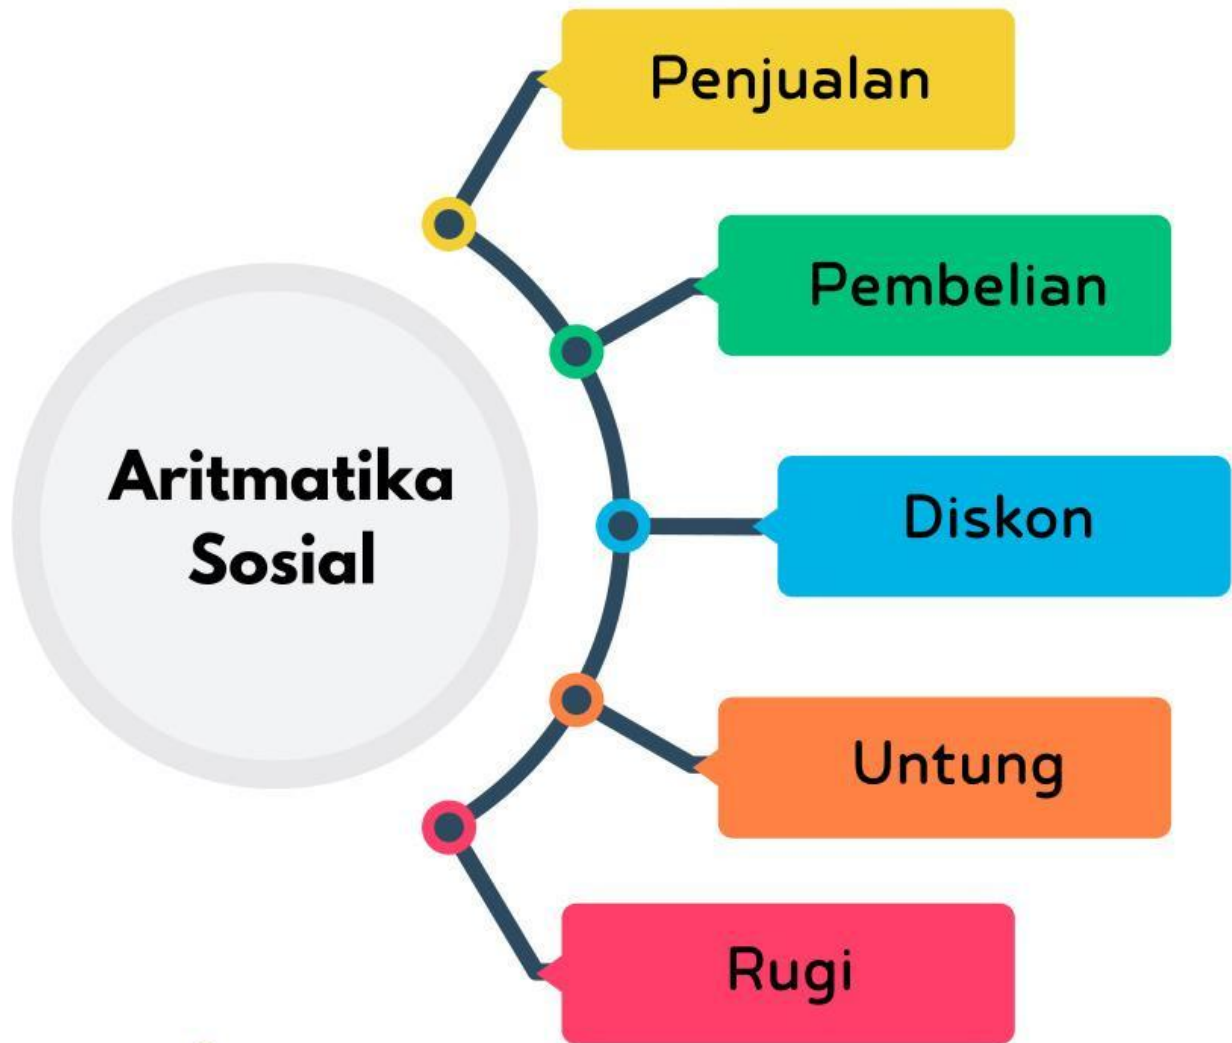 Aritmatika
Sosial
Penjualan
Pembelian
Diskon
Untung
Rugi